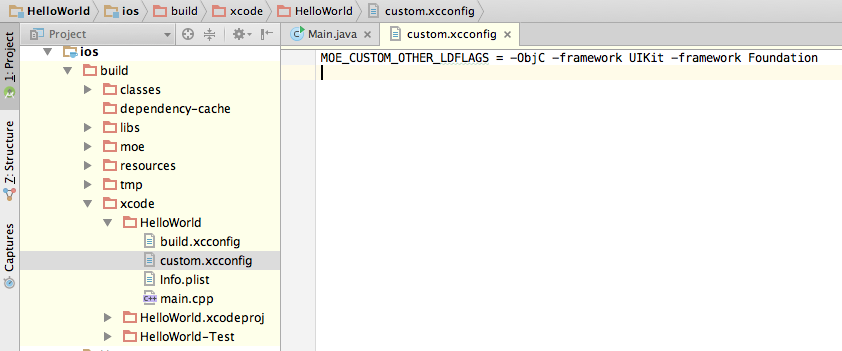 HelloWorld ios build xcode HelloWorld custom.xcconfig
1: Project
7: Structure
Captures
Project
ios
build
classes
dependency-cache
libs
moe
resources
tmp
xcode
HelloWorld
build.xcconfig
custom.xcconfig
Info.plist
C++ main.cpp
HelloWorld.xcodeproj
HelloWorld-Test
C Main.java × custom.xcconfig ×
MOE_CUSTOM_OTHER_LDFLAGS = -ObjC -framework UIKit -framework Foundation